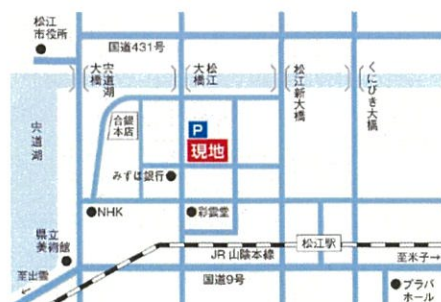 松江
市役所
国道431号
宍道湖
大橋
松江
大橋
松江新大橋
くにびき大橋
宍道湖
合銀
本店
P
現地
みずほ銀行
NHK
彩雲堂
県立
美術館
松江駅
JR山陰本線
至米子→
至出雲
←
国道9号
プラバ
ホール